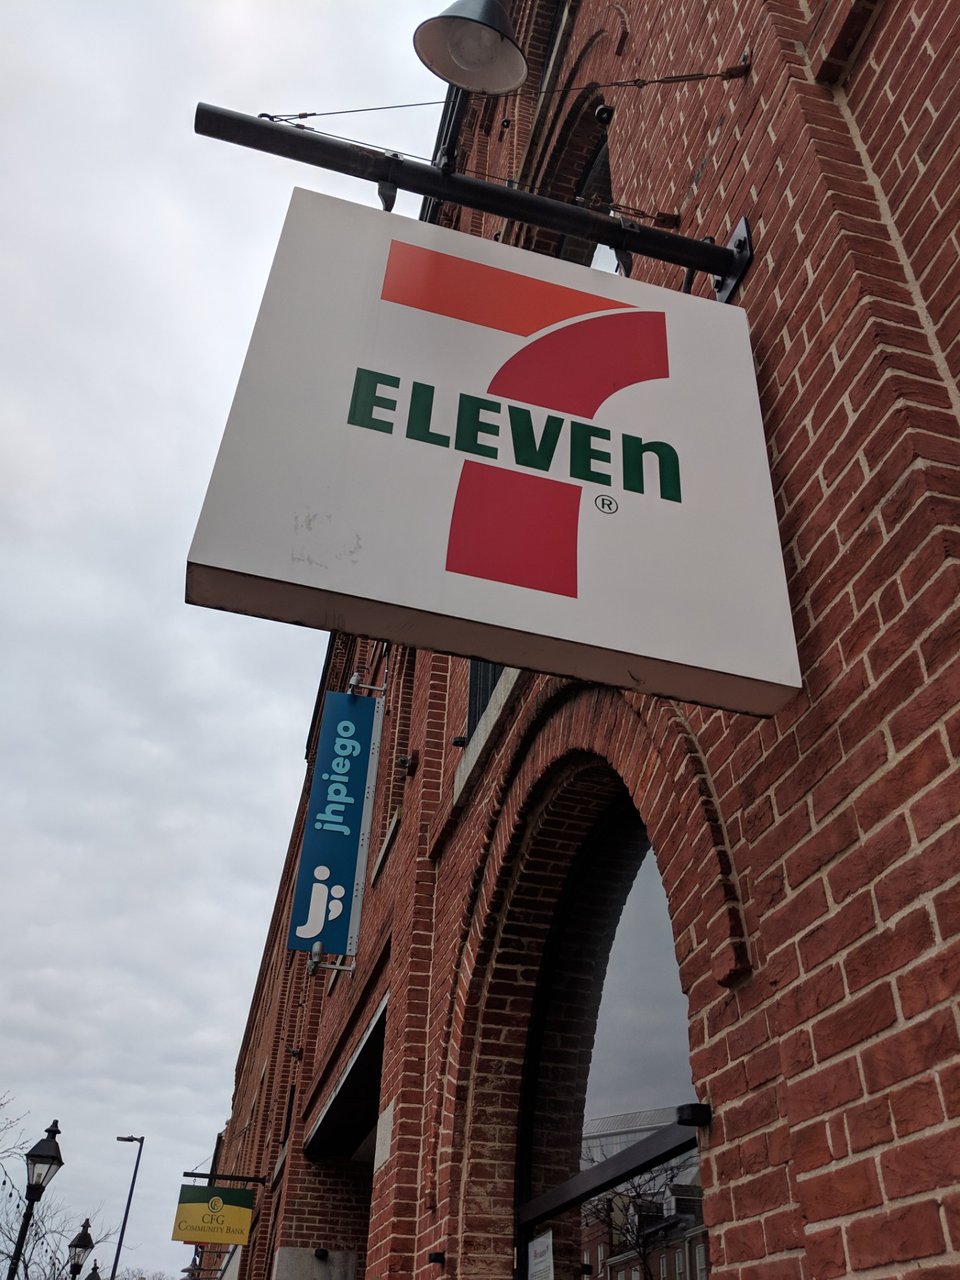 7
ELEVEn
®
jhpiego
CFG
COMMUNITY BANK